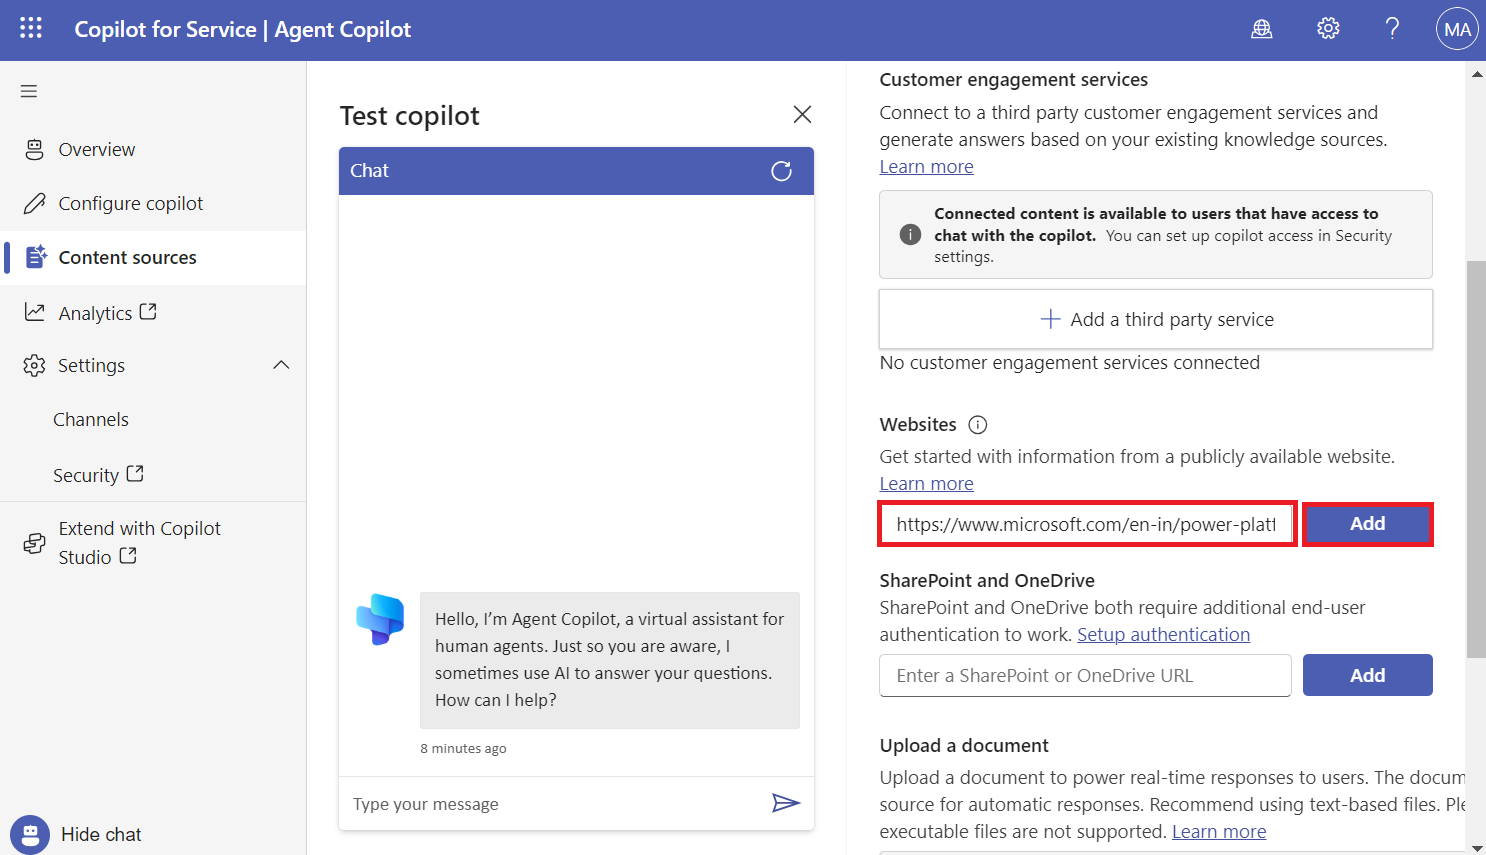 Copilot for Service | Agent Copilot
MA
Overview
Configure copilot
Content sources
Analytics
Settings
Channels
Security
Extend with Copilot
Studio
Hide chat
Test copilot
Chat
Hello, I’m Agent Copilot, a virtual assistant for
human agents. Just so you are aware, I
sometimes use AI to answer your questions.
How can I help?
8 minutes ago
Type your message
Customer engagement services
Connect to a third party customer engagement services and
generate answers based on your existing knowledge sources.
Learn more
Connected content is available to users that have access to
chat with the copilot. You can set up copilot access in Security
settings.
Add a third party service
No customer engagement services connected
Websites
Get started with information from a publicly available website.
Learn more
https://www.microsoft.com/en-in/power-platf
Add
SharePoint and OneDrive
SharePoint and OneDrive both require additional end-user
authentication to work. Setup authentication
Enter a SharePoint or OneDrive URL
Add
Upload a document
Upload a document to power real-time responses to users. The docum
source for automatic responses. Recommend using text-based files. Ple
executable files are not supported. Learn more